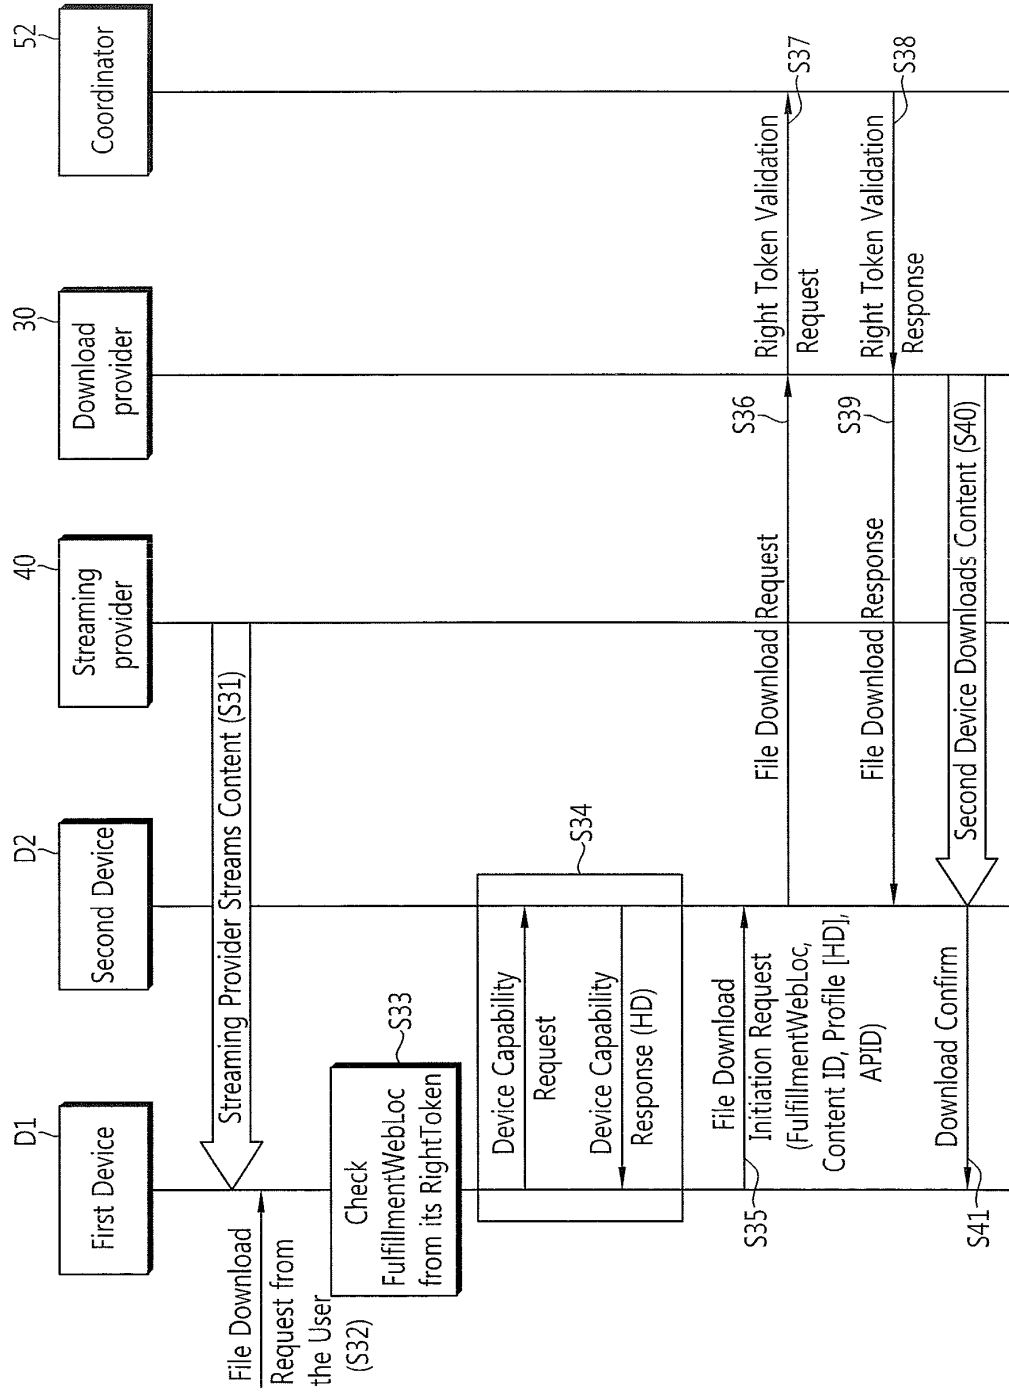 D1
First Device
D2
Second Device
40
Streaming
provider
30
Download
provider
52
Coordinator
Streaming Provider Streams Content (S31)
File Download
Request from
the User
(S32)
Check
FulfillmentWebLoc
from its RightToken
S33
S34
Device Capability
Request
Device Capability
Response (HD)
File Download
Initiation Request
(FulfillmentWebLoc,
Content ID, Profile [HD],
APID)
S35
File Download Request
S36
Right Token Validation
Request
S37
Right Token Validation
Response
S38
File Download Response
S39
Second Device Downloads Content (S40)
Download Confirm
S41